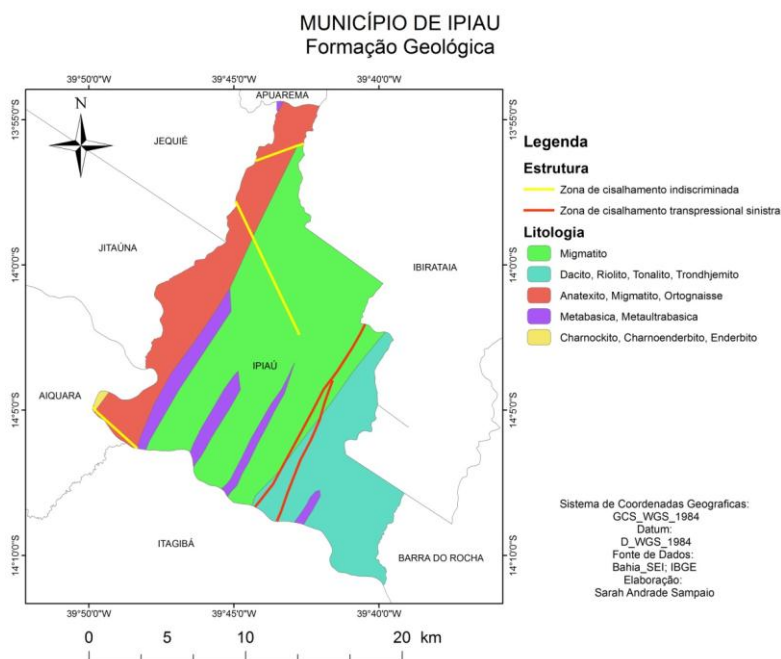 MUNICÍPIO DE IPIAU
Formação Geológica
39°50'0"W 39°45'0"W 39°40'0"W
APUAREMA
N
13°55'0"S
13°55'0"S
JEQUIÉ
JITAÚNA
14°0'0"S
14°0'0"S
IBIRATAIA
IPIAÚ
AIQUARA
14°5'0"S
14°5'0"S
ITAGIBÁ
BARRA DO ROCHA
14°10'0"S
14°10'0"S
39°50'0"W 39°45'0"W 39°40'0"W
0 5 10 20 km
Legenda
Estrutura
Zona de cisalhamento indiscriminada
Zona de cisalhamento transpressional sinistra
Litologia
Migmatito
Dacito, Riolito, Tonalito, Trondhjemito
Anatexito, Migmatito, Ortognaisse
Metabasica, Metaultrabasica
Charnockito, Charnoenderbito, Enderbito
Sistema de Coordenadas Geograficas:
GCS_WGS_1984
Datum:
D_WGS_1984
Fonte de Dados:
Bahia_SEI; IBGE
Elaboração:
Sarah Andrade Sampaio